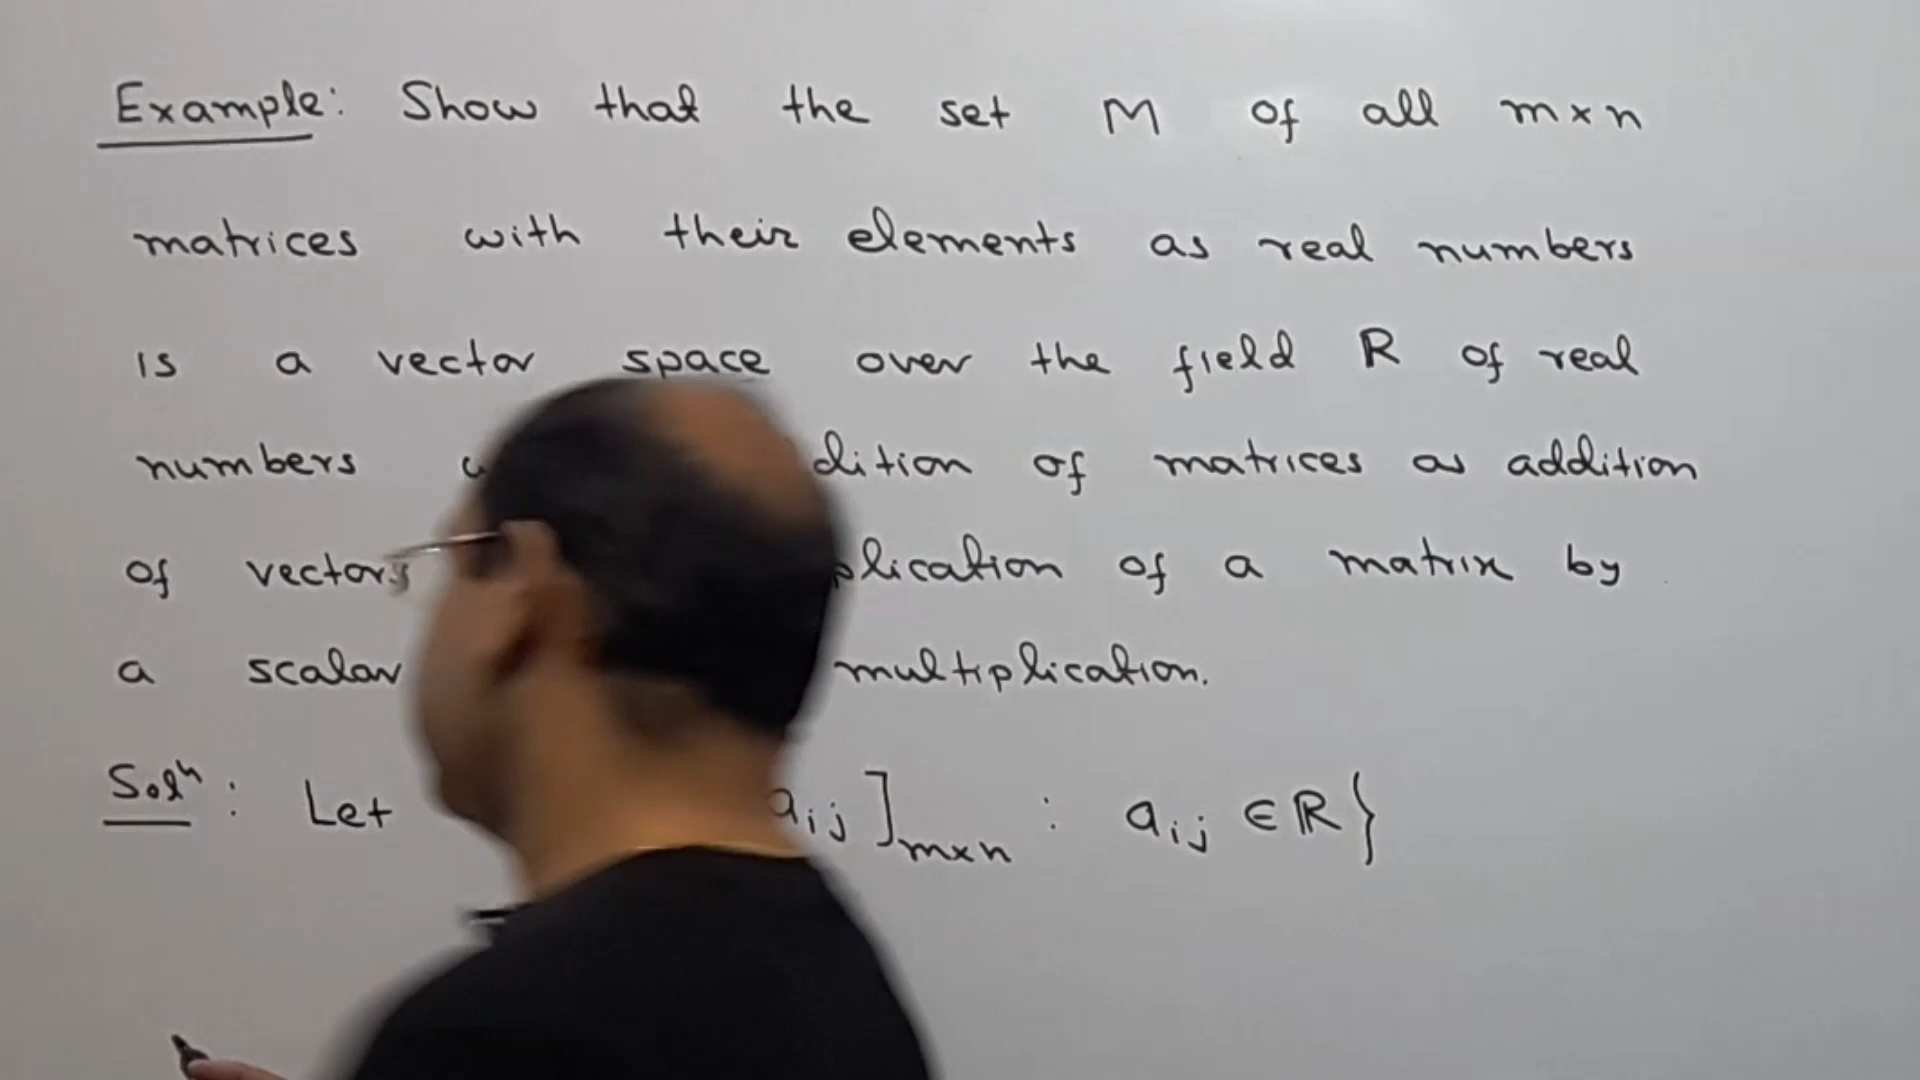 Example: Show that the set M of all m×n
matrices with their elements as real numbers
is a vector space over the field R of real
numbers dition of matrices as addition
of vectors plication of a matrix by
a scalar multiplication.
Solⁿ: Let aij]m×n : aij ∈ ℝ}